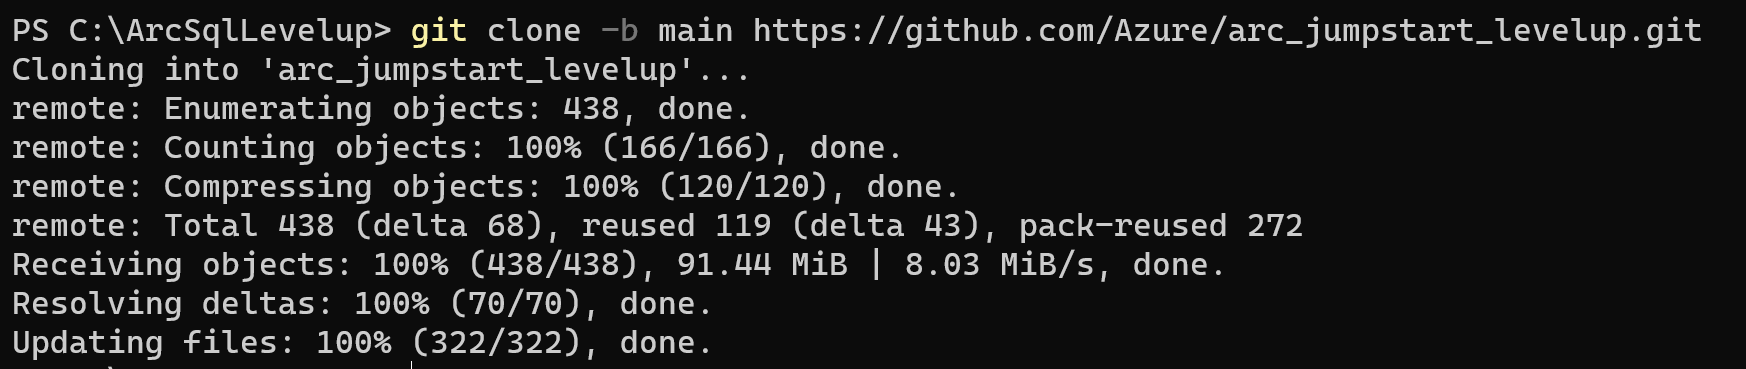 PS C:\ArcSqlLevelup> git clone -b main https://github.com/Azure/arc_jumpstart_levelup.git
Cloning into 'arc_jumpstart_levelup'...
remote: Enumerating objects: 438, done.
remote: Counting objects: 100% (166/166), done.
remote: Compressing objects: 100% (120/120), done.
remote: Total 438 (delta 68), reused 119 (delta 43), pack-reused 272
Receiving objects: 100% (438/438), 91.44 MiB | 8.03 MiB/s, done.
Resolving deltas: 100% (70/70), done.
Updating files: 100% (322/322), done.